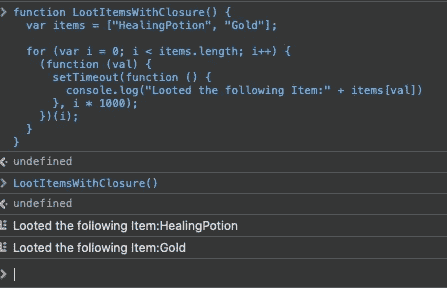 function LootItemsWithClosure() {
  var items = ["HealingPotion", "Gold"];

  for (var i = 0; i < items.length; i++) {
    (function (val) {
      setTimeout(function () {
        console.log("Looted the following Item:" + items[val])
      }, i * 1000);
    })(i);
  }
}
undefined
LootItemsWithClosure()
undefined
Looted the following Item:HealingPotion
Looted the following Item:Gold